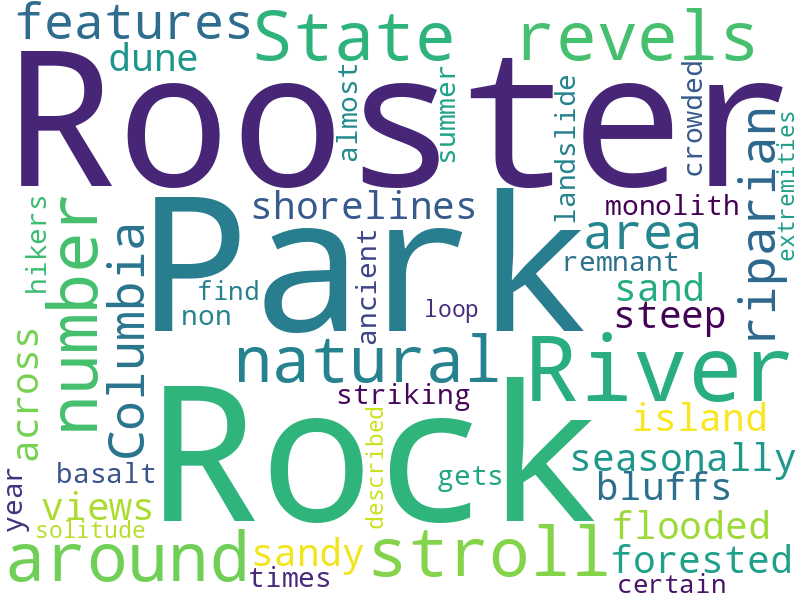 features
State
revels
dune
Rooster
almost
summer
landslide
crowded
extremities
riparian
hikers
number
Columbia
shorelines
Park
monolith
area
remnant
find
non
ancient
loop
sand
steep
across
natural
River
striking
island
Rock
described
gets
seasonally
basalt
year
views
bluffs
solitude
flooded
around
sandy
stroll
forested
times
certain